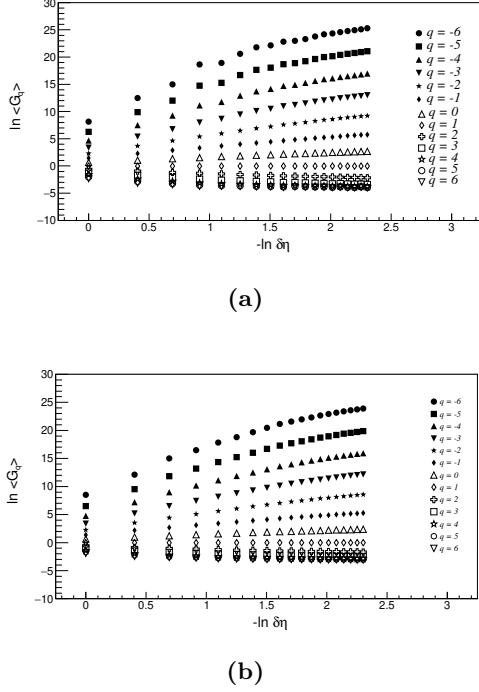 30
25
20
15
10
5
0
−5
−10
ln <Gq>
0 0.5 1 1.5 2 2.5 3
-ln δη
q = -6
q = -5
q = -4
q = -3
q = -2
q = -1
q = 0
q = 1
q = 2
q = 3
q = 4
q = 5
q = 6
(a)
30
25
20
15
10
5
0
−5
−10
ln <Gq>
0 0.5 1 1.5 2 2.5 3
-ln δη
q = -6
q = -5
q = -4
q = -3
q = -2
q = -1
q = 0
q = 1
q = 2
q = 3
q = 4
q = 5
q = 6
(b)